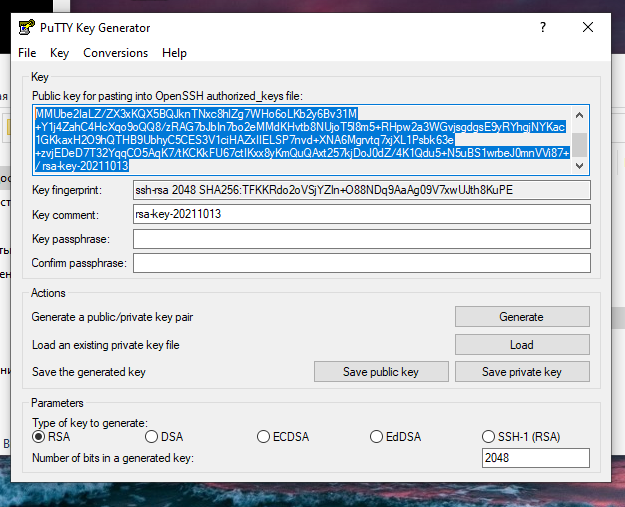 PuTTY Key Generator
File Key Conversions Help
Key
Public key for pasting into OpenSSH authorized_keys file:
MMUbe2IaLZ/ZX3xKQX5BQJknTNxc8hlZg7WHo6oLKb2y6Bv31M
+Y1j4ZahC4HcXqo9oQQ8/zRAG7bJbIn7bo2eMMdKHvtb8NUjoT5I8m5+RHpw2a3WGvjsgdgsE9yRYhgjNYKac
1GKkaxH2O9hQTHB9UbhyC5CES3V1ciHAZxIIELSP7nvd+XNA6Mgrvtq7xjXL1Psbk63e
+zvjEDeD7T32YqqCO5AqK7/tKCKkFU67ctIKxx8yKmQuQAxt257kjDoJ0dZ/4K1Qdu5+N5uBS1wrbeJ0mnVVi87+
/ rsa-key-20211013
Key fingerprint: ssh-rsa 2048 SHA256:TFKKRdo2oVSjYZIn+O88NDq9AaAg09V7xwUJth8KuPE
Key comment: rsa-key-20211013
Key passphrase:
Confirm passphrase:
Actions
Generate a public/private key pair Generate
Load an existing private key file Load
Save the generated key Save public key Save private key
Parameters
Type of key to generate:
RSA DSA ECDSA EdDSA SSH-1 (RSA)
Number of bits in a generated key: 2048